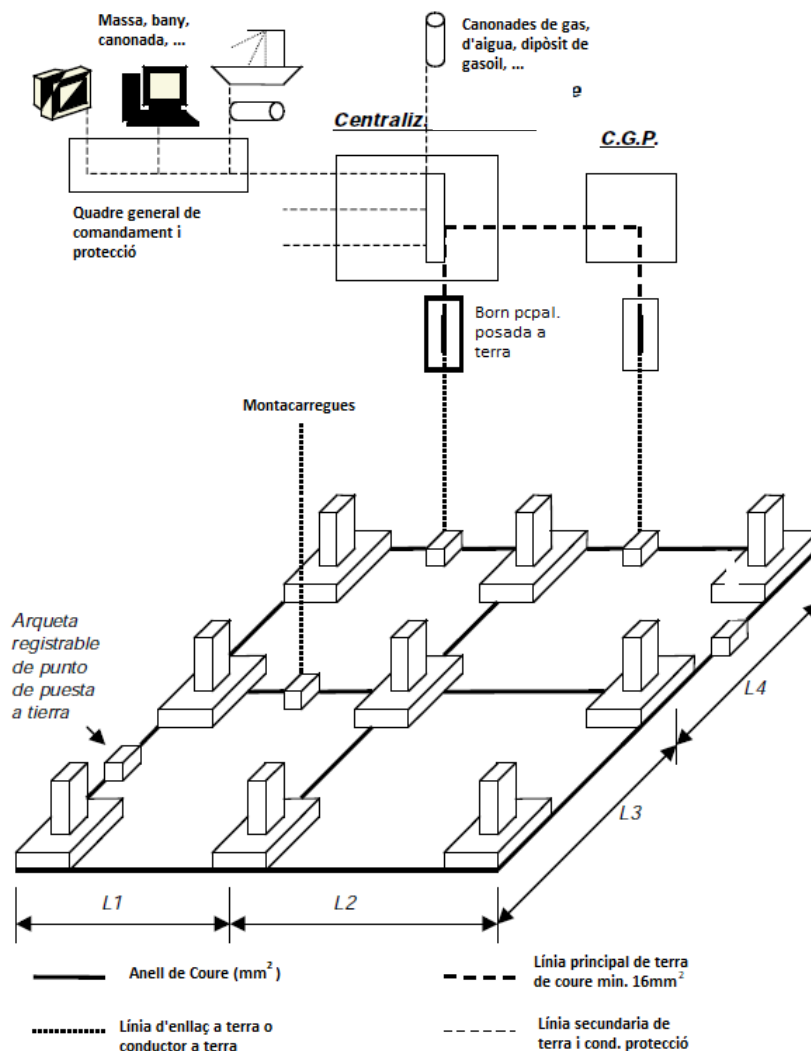 Massa, bany,
canonada, ...
Canonades de gas,
d'aigua, dipòsit de
gasoil, ...
e
Centraliz.
C.G.P.
Quadre general de
comandament i
protecció
Born pcpal.
posada a
terra
Montacarregues
Arqueta
registrable
de punto
de puesta
a tierra
L4
L3
L1
L2
Anell de Coure (mm²)
Línia principal de terra
de coure min. 16mm²
Línia d'enllaç a terra o
conductor a terra
Línia secundaria de
terra i cond. protecció